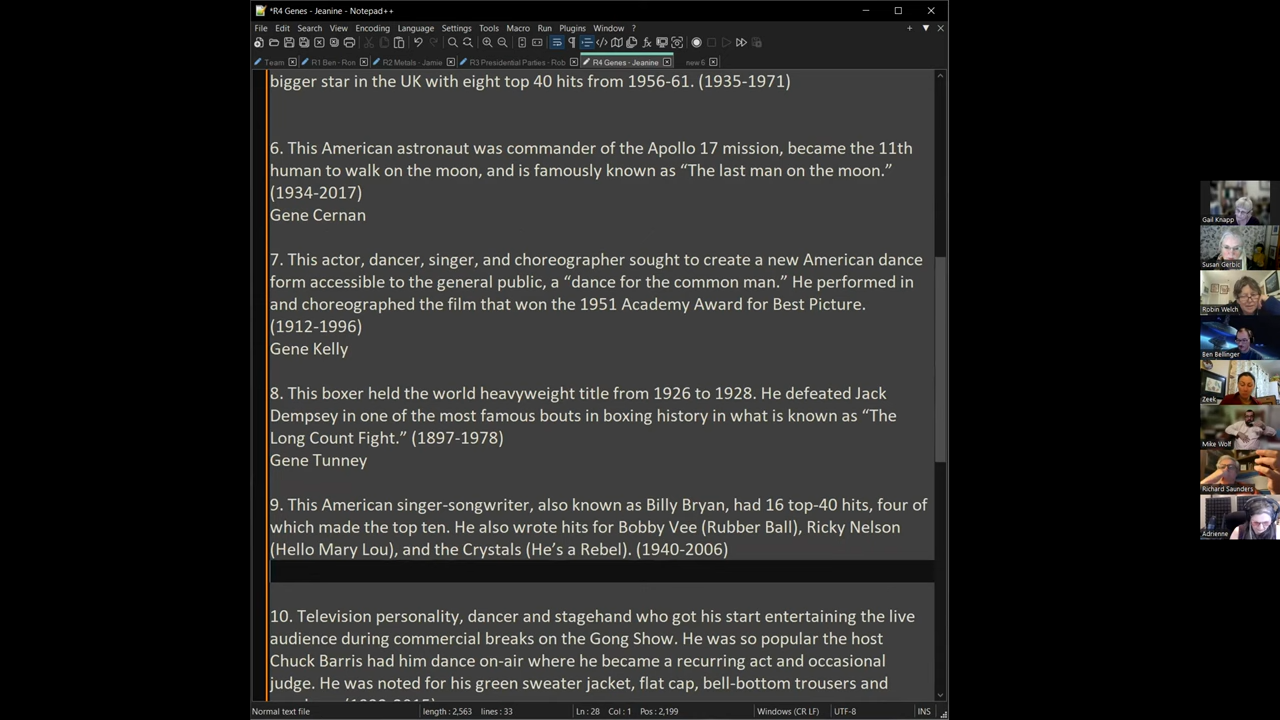 *R4 Genes - Jeanine - Notepad++
File Edit Search View Encoding Language Settings Tools Macro Run Plugins Window ?
Team R1 Ben - Ron R2 Metals - Jamie R3 Presidential Parties - Rob R4 Genes - Jeanine new 6
bigger star in the UK with eight top 40 hits from 1956-61. (1935-1971)
6. This American astronaut was commander of the Apollo 17 mission, became the 11th
human to walk on the moon, and is famously known as “The last man on the moon.”
(1934-2017)
Gene Cernan
7. This actor, dancer, singer, and choreographer sought to create a new American dance
form accessible to the general public, a “dance for the common man.” He performed in
and choreographed the film that won the 1951 Academy Award for Best Picture.
(1912-1996)
Gene Kelly
8. This boxer held the world heavyweight title from 1926 to 1928. He defeated Jack
Dempsey in one of the most famous bouts in boxing history in what is known as “The
Long Count Fight.” (1897-1978)
Gene Tunney
9. This American singer-songwriter, also known as Billy Bryan, had 16 top-40 hits, four of
which made the top ten. He also wrote hits for Bobby Vee (Rubber Ball), Ricky Nelson
(Hello Mary Lou), and the Crystals (He’s a Rebel). (1940-2006)
10. Television personality, dancer and stagehand who got his start entertaining the live
audience during commercial breaks on the Gong Show. He was so popular the host
Chuck Barris had him dance on-air where he became a recurring act and occasional
judge. He was noted for his green sweater jacket, flat cap, bell-bottom trousers and
Normal text file length : 2,563 lines : 33 Ln : 28 Col : 1 Pos : 2,199 Windows (CR LF) UTF-8 INS
Gail Knapp
Susan Gerbic
Robin Welch
Ben Bellinger
Zeek
Mike Wolf
Richard Saunders
Adrienne